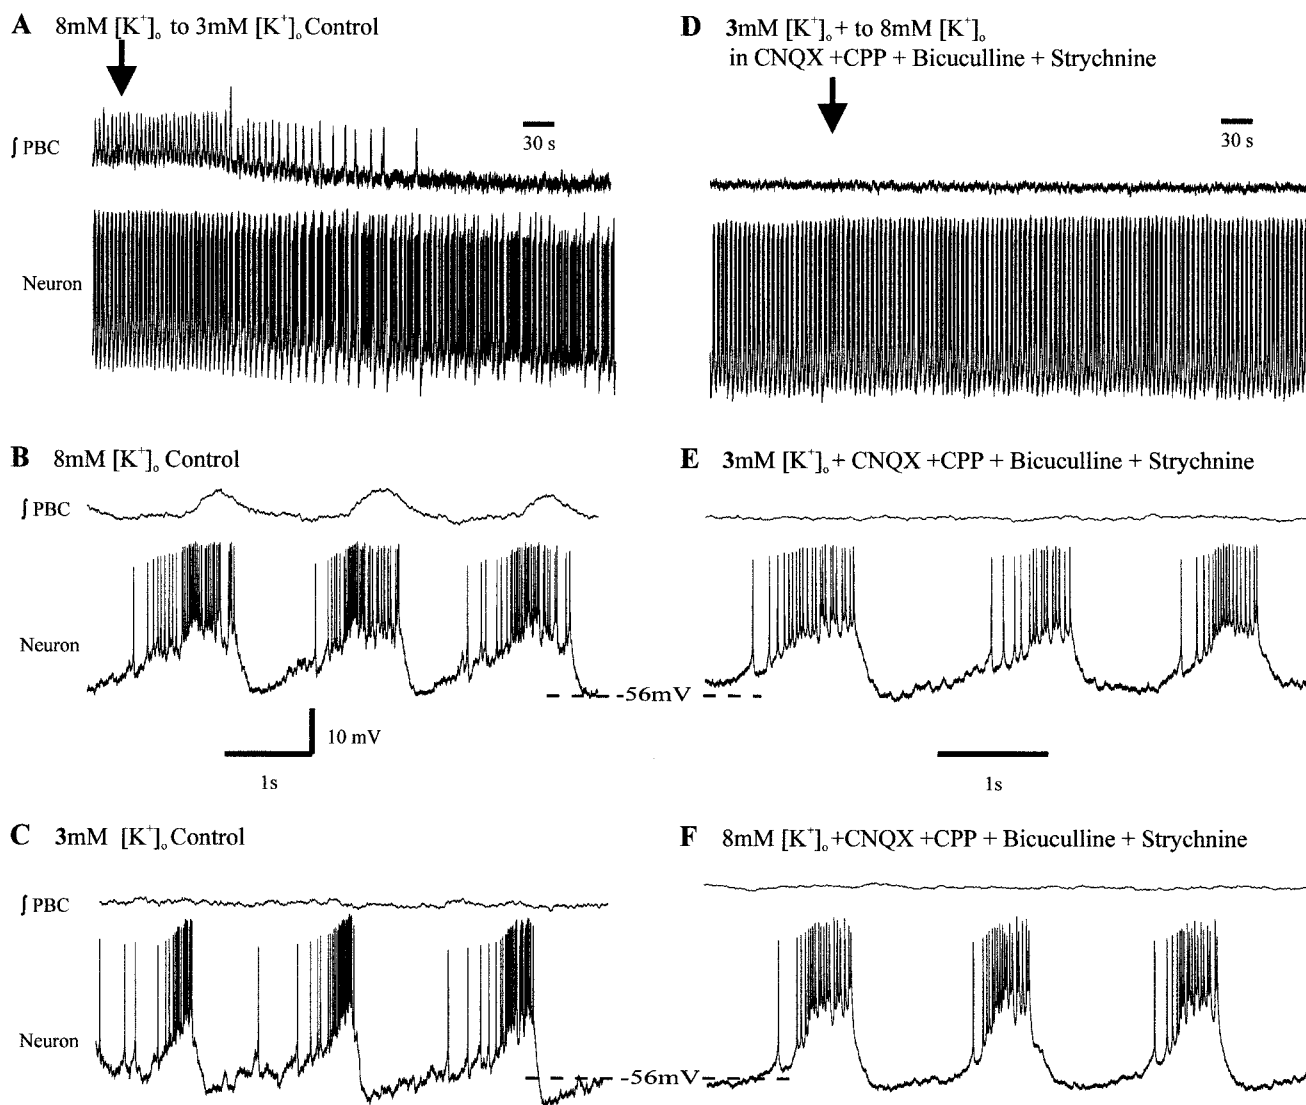 A 8mM [K⁺]ₒ to 3mM [K⁺]ₒ Control
∫ PBC
30 s
Neuron
D 3mM [K⁺]ₒ + to 8mM [K⁺]ₒ
in CNQX +CPP + Bicuculline + Strychnine
30 s
B 8mM [K⁺]ₒ Control
∫ PBC
Neuron
10 mV
1s
E 3mM [K⁺]ₒ + CNQX +CPP + Bicuculline + Strychnine
-56mV
1s
C 3mM [K⁺]ₒ Control
∫ PBC
Neuron
F 8mM [K⁺]ₒ +CNQX +CPP + Bicuculline + Strychnine
-56mV